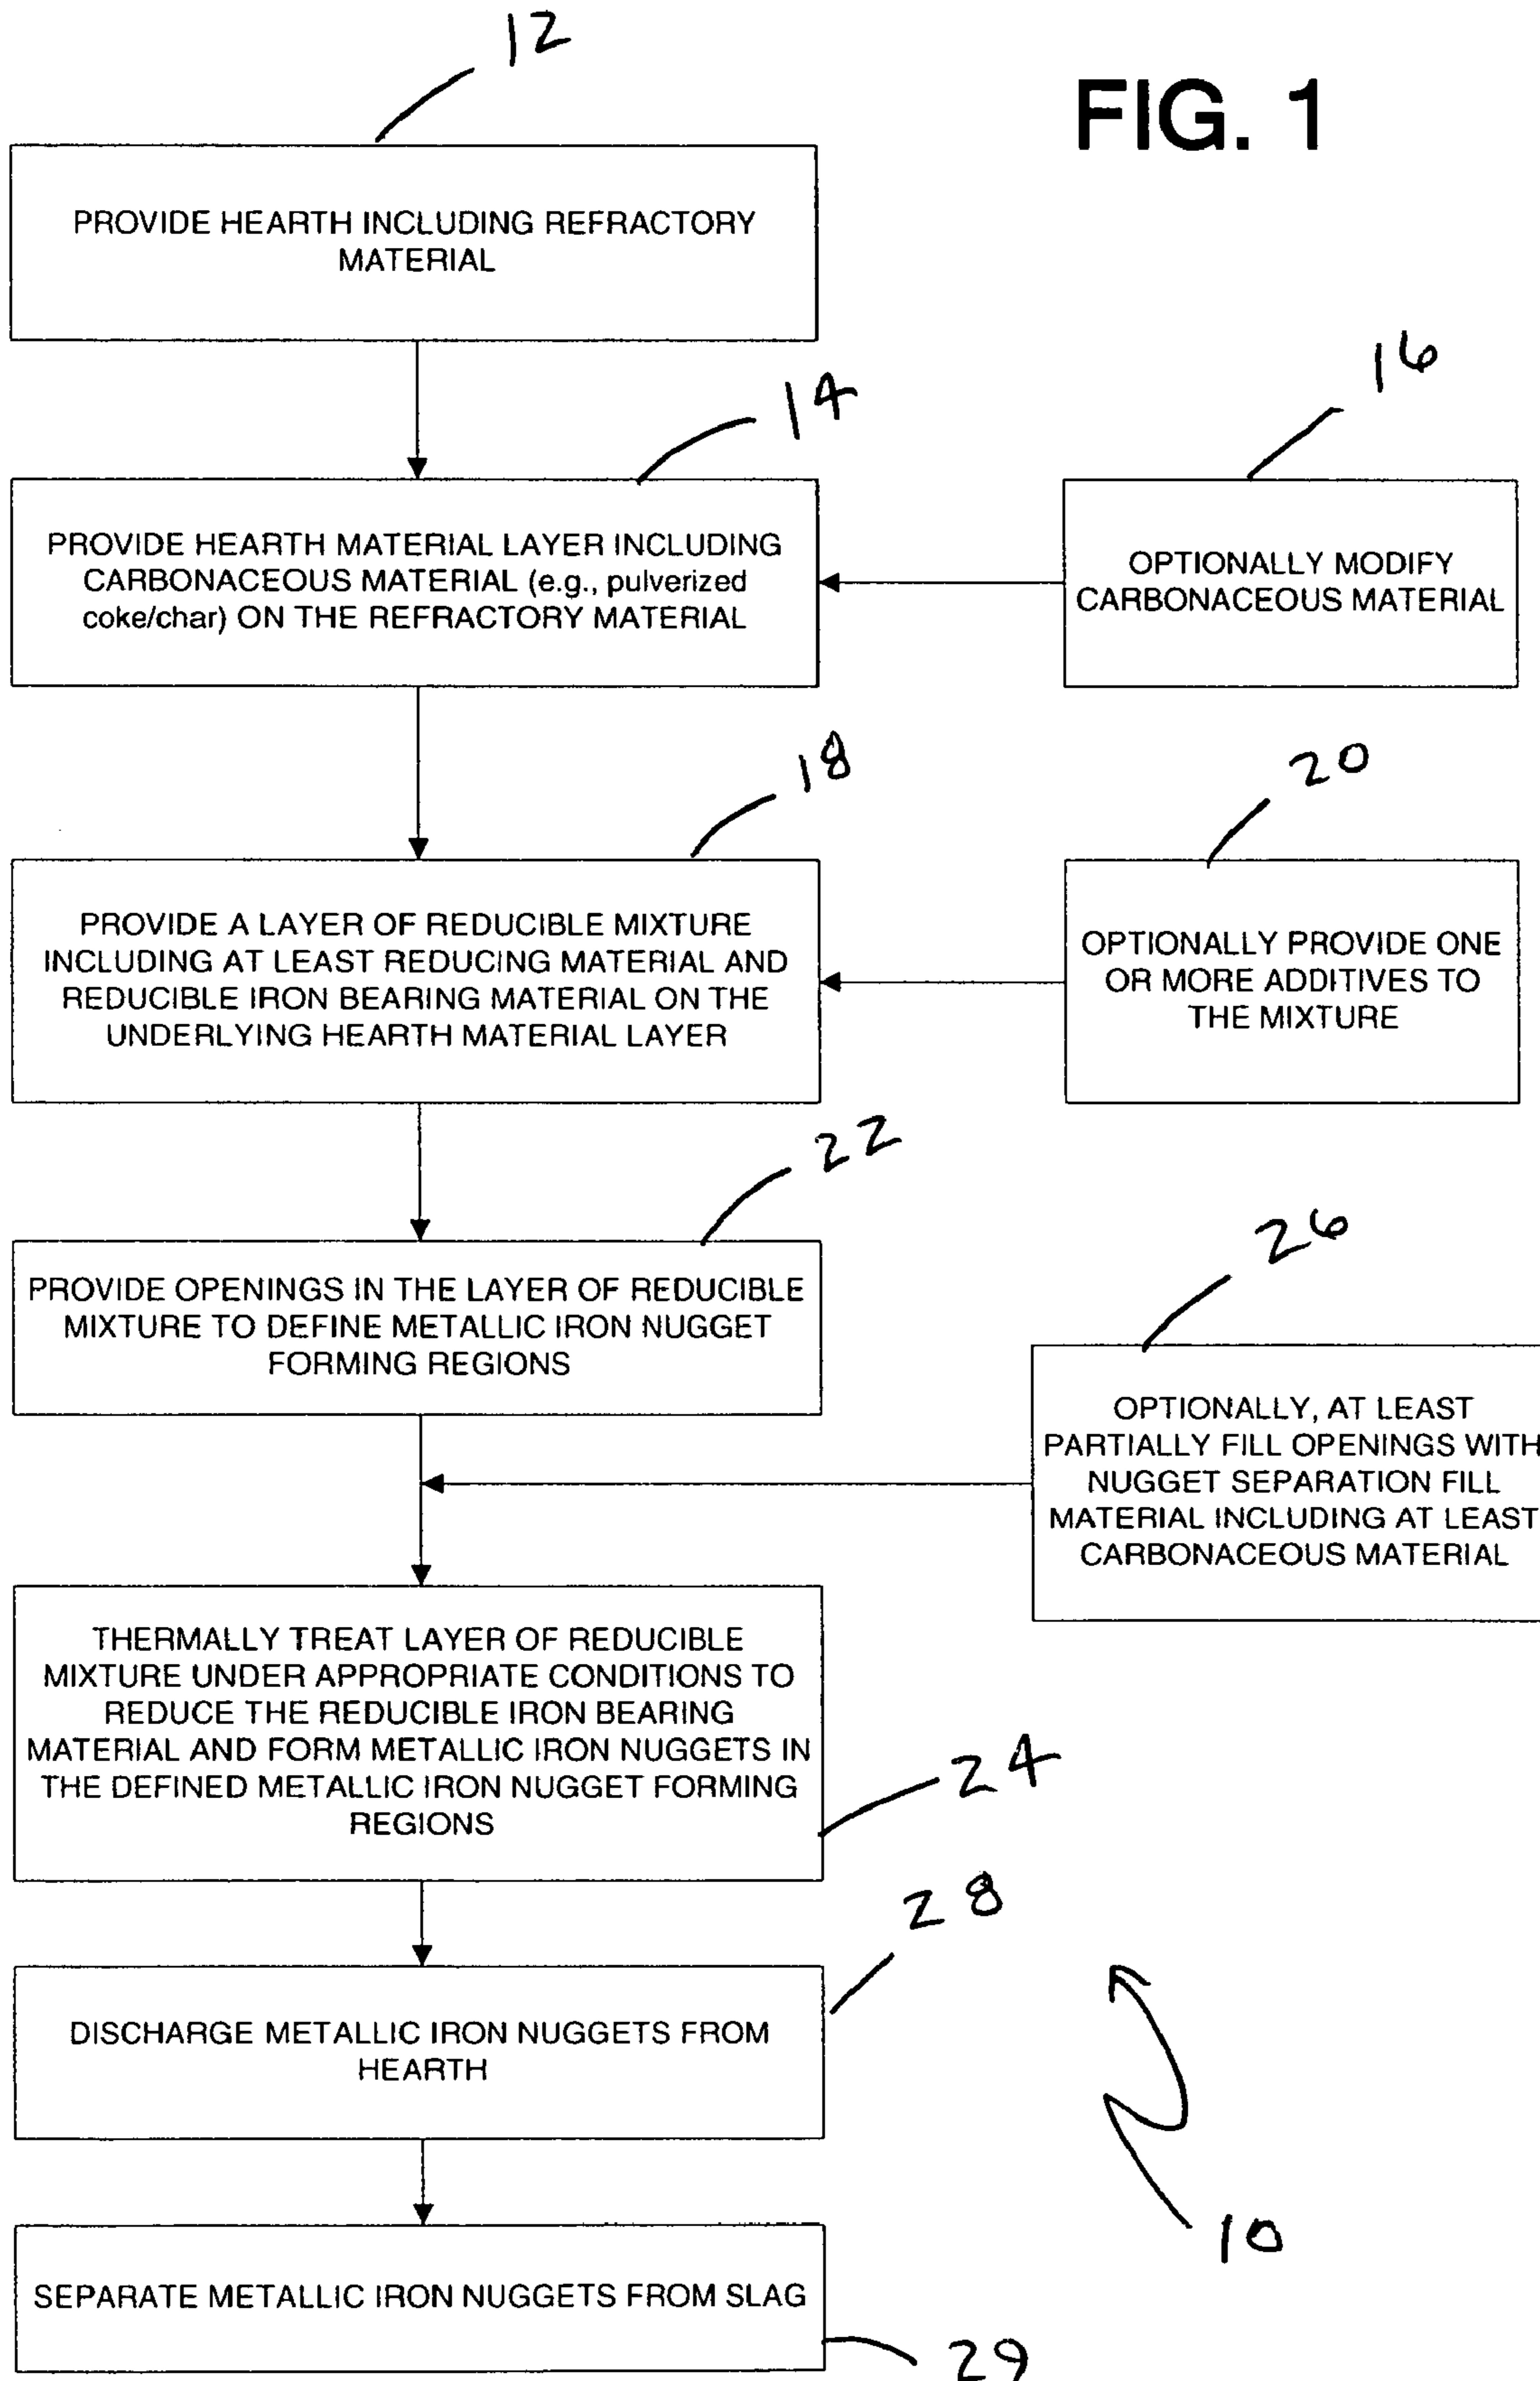 12
FIG. 1
PROVIDE HEARTH INCLUDING REFRACTORY
MATERIAL
14
16
PROVIDE HEARTH MATERIAL LAYER INCLUDING
CARBONACEOUS MATERIAL (e.g., pulverized
coke/char) ON THE REFRACTORY MATERIAL
OPTIONALLY MODIFY
CARBONACEOUS MATERIAL
18
20
PROVIDE A LAYER OF REDUCIBLE MIXTURE
INCLUDING AT LEAST REDUCING MATERIAL AND
REDUCIBLE IRON BEARING MATERIAL ON THE
UNDERLYING HEARTH MATERIAL LAYER
OPTIONALLY PROVIDE ONE
OR MORE ADDITIVES TO
THE MIXTURE
22
PROVIDE OPENINGS IN THE LAYER OF REDUCIBLE
MIXTURE TO DEFINE METALLIC IRON NUGGET
FORMING REGIONS
26
OPTIONALLY, AT LEAST
PARTIALLY FILL OPENINGS WITH
NUGGET SEPARATION FILL
MATERIAL INCLUDING AT LEAST
CARBONACEOUS MATERIAL
THERMALLY TREAT LAYER OF REDUCIBLE
MIXTURE UNDER APPROPRIATE CONDITIONS TO
REDUCE THE REDUCIBLE IRON BEARING
MATERIAL AND FORM METALLIC IRON NUGGETS IN
THE DEFINED METALLIC IRON NUGGET FORMING
REGIONS
24
28
DISCHARGE METALLIC IRON NUGGETS FROM
HEARTH
10
SEPARATE METALLIC IRON NUGGETS FROM SLAG
29